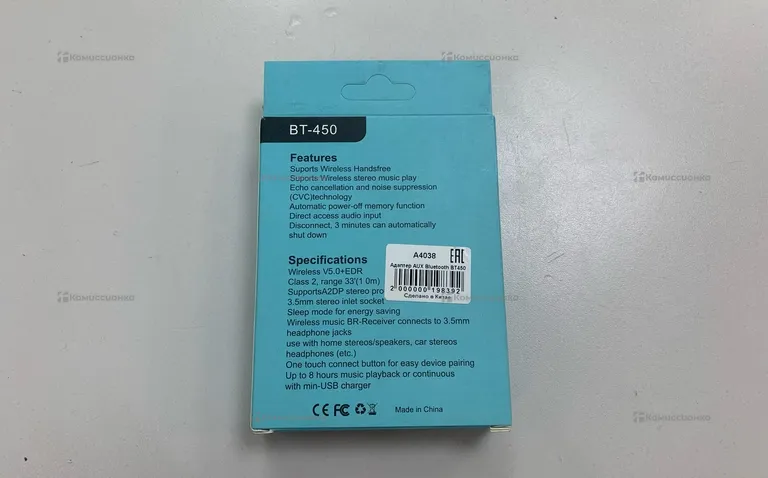 Комиссионер
Комиссионер
Комиссионер
BT-450
Features
Suports Wireless Handsfree
Suports Wireless stereo music play
Echo cancellation and noise suppression
(CVC)technology
Automatic power-off memory function
Direct access audio input
Disconnect, 3 minutes can automatically
shut down
Комиссионер
Specifications
Wireless V5.0+EDR
Class 2, range 33'(1 0m)
SupportsA2DP stereo pro
3.5mm stereo inlet socket
Sleep mode for energy saving
Wireless music BR-Receiver connects to 3.5mm
headphone jacks
use with home stereos/speakers, car stereos
headphones (etc.)
One touch connect button for easy device pairing
Up to 8 hours music playback or continuous
with min-USB charger
A4038 EAC
Адаптер AUX Bluetooth BT450
2 000000 198392
Сделано в Китае
Комиссионер
CE FC Made in China
Комиссионер